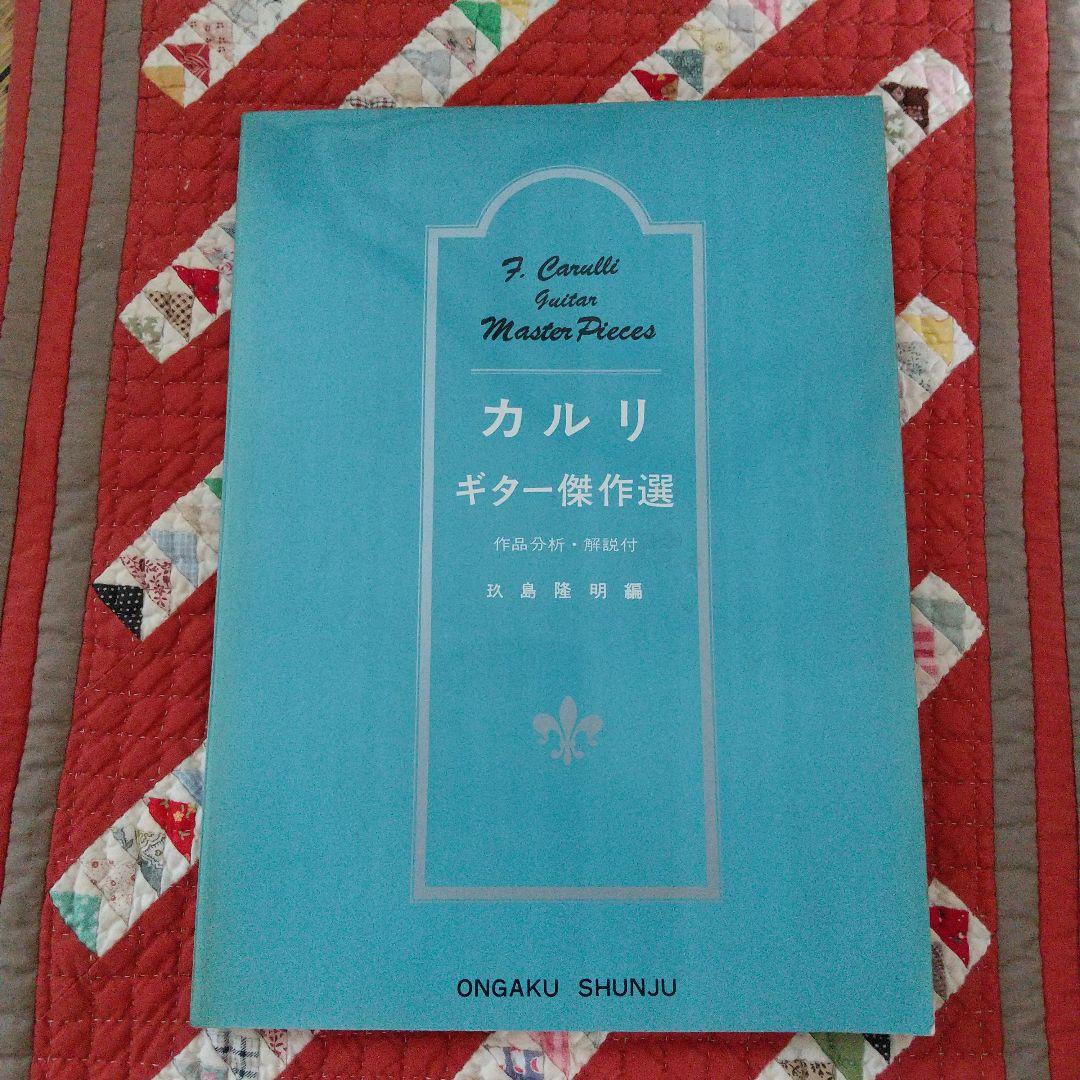 F. Carulli
Guitar
Master Pieces
カルリ
ギター傑作選
作品分析・解説付
玖島隆明編
ONGAKU SHUNJU